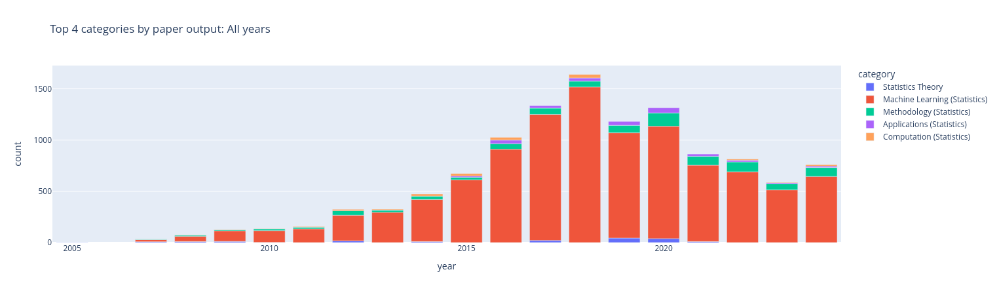 Top 4 categories by paper output: All years
count
1500
1000
500
0
2005
2010
2015
2020
year
category
Statistics Theory
Machine Learning (Statistics)
Methodology (Statistics)
Applications (Statistics)
Computation (Statistics)